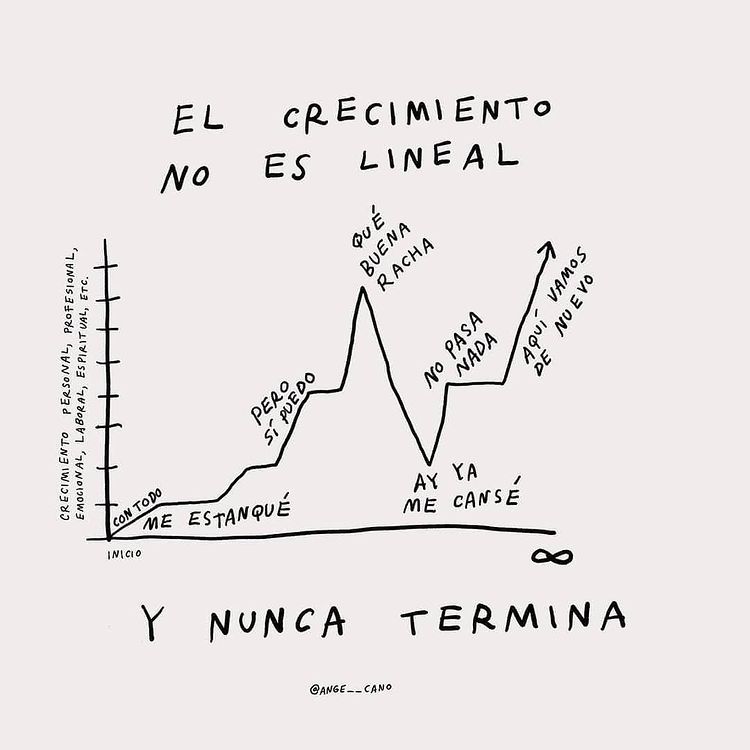 EL CRECIMIENTO
NO ES LINEAL
CRECIMIENTO PERSONAL, PROFESIONAL,
EMOCIONAL, LABORAL, ESPIRITUAL, ETC.
CON TODO
ME ESTANQUÉ
PERO
SÍ PUEDO
QUÉ
BUENA
RACHA
AY YA
ME CANSÉ
NO PASA
NADA
AQUÍ VAMOS
DE NUEVO
INICIO
∞
Y NUNCA TERMINA
@ANGE__CANO